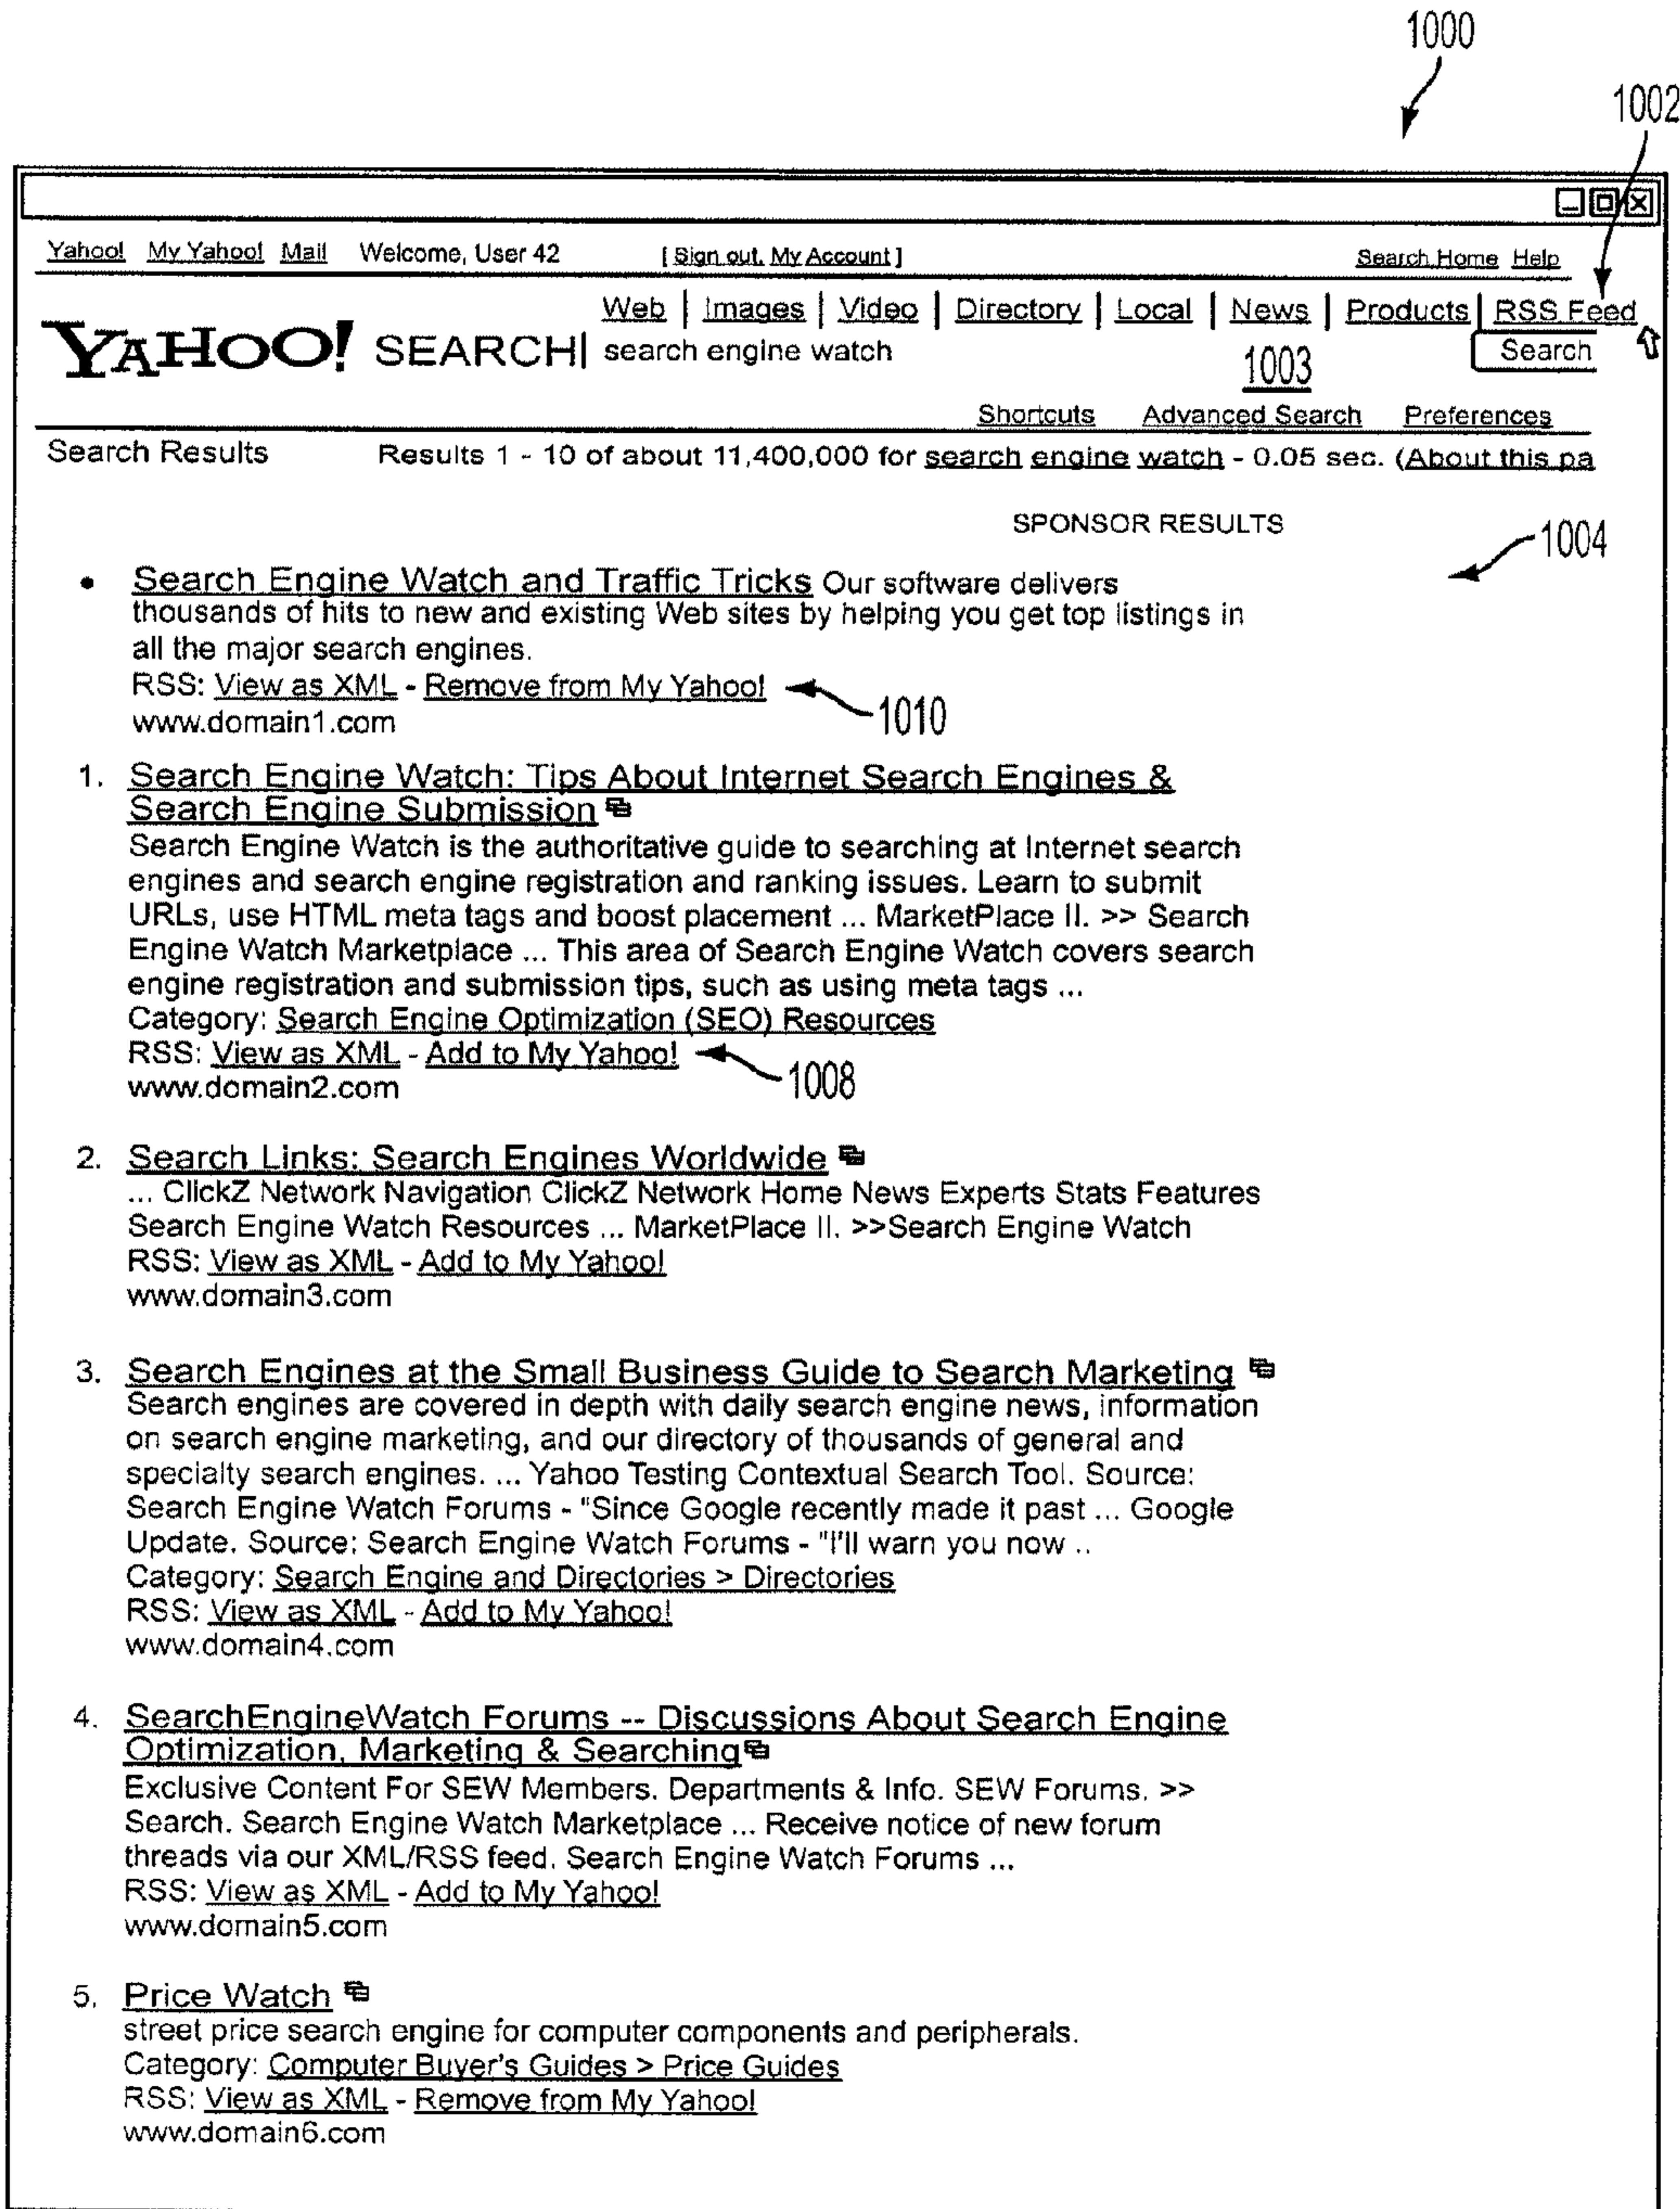 1000
1002
Yahoo! My Yahoo! Mail Welcome, User 42 [ Sign out, My Account ] Search Home Help
Web | Images | Video | Directory | Local | News | Products | RSS Feed
YAHOO! SEARCH| search engine watch Search
1003
Shortcuts Advanced Search Preferences
Search Results Results 1 - 10 of about 11,400,000 for search engine watch - 0.05 sec. (About this pa
SPONSOR RESULTS
1004
• Search Engine Watch and Traffic Tricks Our software delivers
thousands of hits to new and existing Web sites by helping you get top listings in
all the major search engines.
RSS: View as XML - Remove from My Yahoo!
1010
www.domain1.com
1. Search Engine Watch: Tips About Internet Search Engines &
Search Engine Submission
Search Engine Watch is the authoritative guide to searching at Internet search
engines and search engine registration and ranking issues. Learn to submit
URLs, use HTML meta tags and boost placement ... MarketPlace II. >> Search
Engine Watch Marketplace ... This area of Search Engine Watch covers search
engine registration and submission tips, such as using meta tags ...
Category: Search Engine Optimization (SEO) Resources
RSS: View as XML - Add to My Yahoo!
1008
www.domain2.com
2. Search Links: Search Engines Worldwide
... ClickZ Network Navigation ClickZ Network Home News Experts Stats Features
Search Engine Watch Resources ... MarketPlace II. >>Search Engine Watch
RSS: View as XML - Add to My Yahoo!
www.domain3.com
3. Search Engines at the Small Business Guide to Search Marketing
Search engines are covered in depth with daily search engine news, information
on search engine marketing, and our directory of thousands of general and
specialty search engines. ... Yahoo Testing Contextual Search Tool. Source:
Search Engine Watch Forums - "Since Google recently made it past ... Google
Update. Source: Search Engine Watch Forums - "I'll warn you now ..
Category: Search Engine and Directories > Directories
RSS: View as XML - Add to My Yahoo!
www.domain4.com
4. SearchEngineWatch Forums -- Discussions About Search Engine
Optimization, Marketing & Searching
Exclusive Content For SEW Members. Departments & Info. SEW Forums. >>
Search. Search Engine Watch Marketplace ... Receive notice of new forum
threads via our XML/RSS feed. Search Engine Watch Forums ...
RSS: View as XML - Add to My Yahoo!
www.domain5.com
5. Price Watch
street price search engine for computer components and peripherals.
Category: Computer Buyer's Guides > Price Guides
RSS: View as XML - Remove from My Yahoo!
www.domain6.com